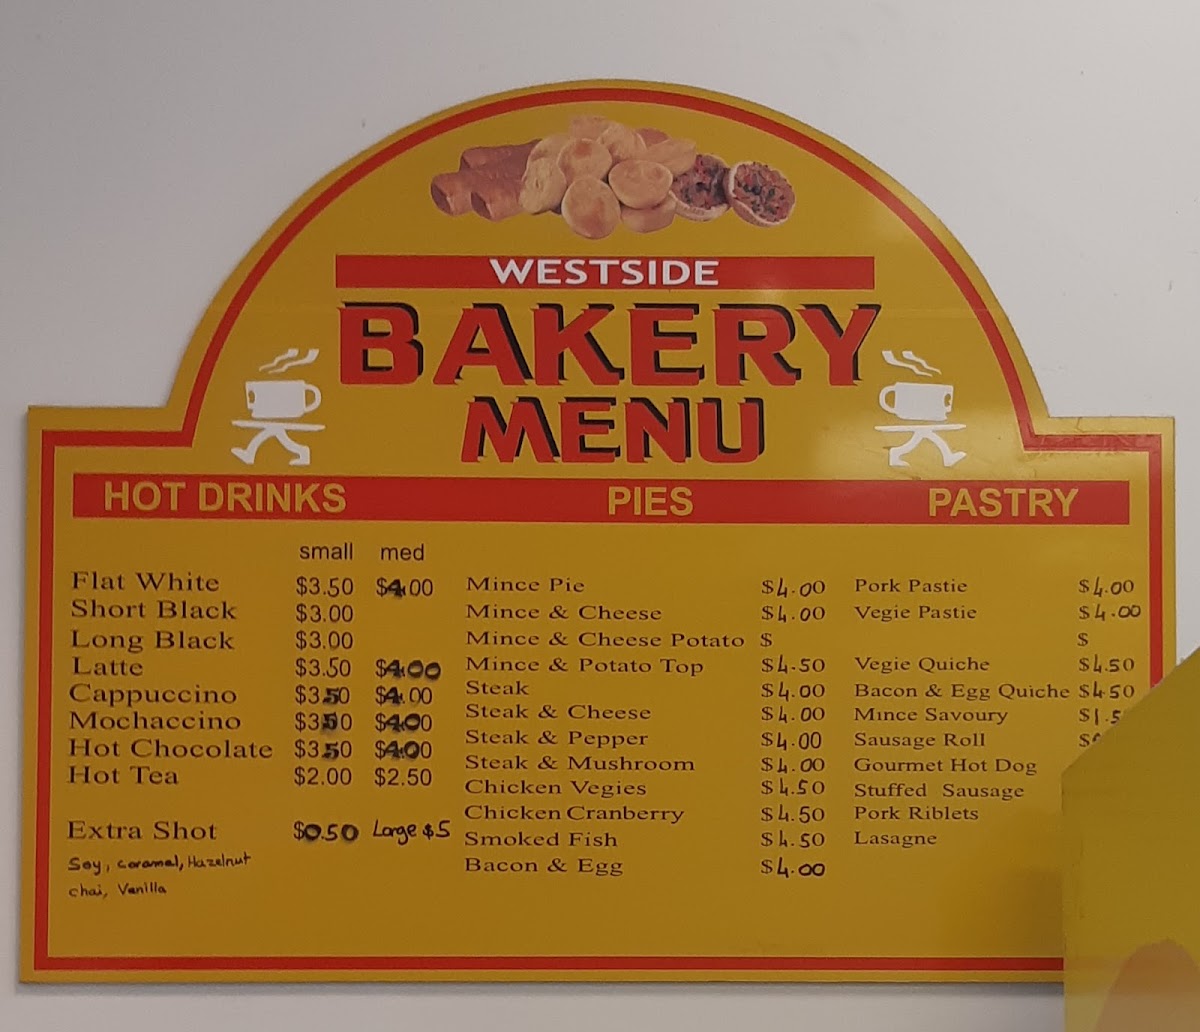 WESTSIDE
BAKERY
MENU
HOT DRINKS PIES PASTRY
small med
Flat White $3.50 $4.00
Short Black $3.00
Long Black $3.00
Latte $3.50 $4.00
Cappuccino $3.50 $4.00
Mochaccino $3.50 $4.00
Hot Chocolate $3.50 $4.00
Hot Tea $2.00 $2.50
Extra Shot $0.50 Large $5
Soy, caramel, Hazelnut
chai, Vanilla
Mince Pie $4.00
Mince & Cheese $4.00
Mince & Cheese Potato $
Mince & Potato Top $4.50
Steak $4.00
Steak & Cheese $4.00
Steak & Pepper $4.00
Steak & Mushroom $4.00
Chicken Vegies $4.50
Chicken Cranberry $4.50
Smoked Fish $4.50
Bacon & Egg $4.00
Pork Pastie $4.00
Vegie Pastie $4.00
$
Vegie Quiche $4.50
Bacon & Egg Quiche $4.50
Mince Savoury
Sausage Roll
Gourmet Hot Dog
Stuffed Sausage
Pork Riblets
Lasagne